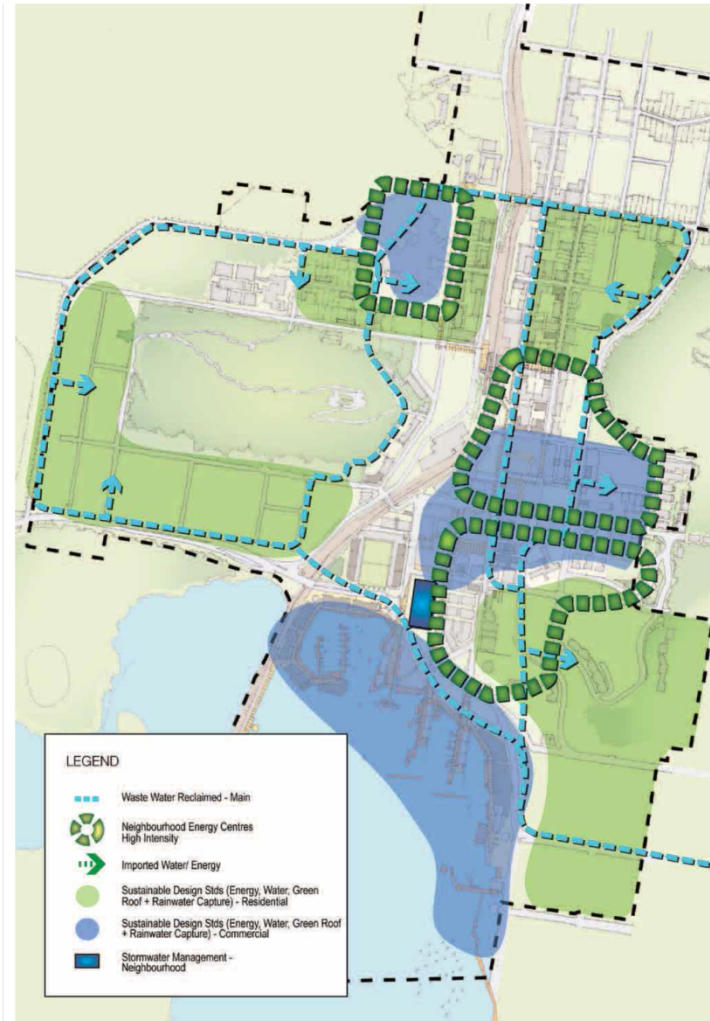 LEGEND
Waste Water Reclaimed - Main
Neighbourhood Energy Centres
High Intensity
Imported Water/ Energy
Sustainable Design Stds (Energy, Water, Green
Roof + Rainwater Capture) - Residential
Sustainable Design Stds (Energy, Water, Green Roof
+ Rainwater Capture) - Commercial
Stormwater Management -
Neighbourhood